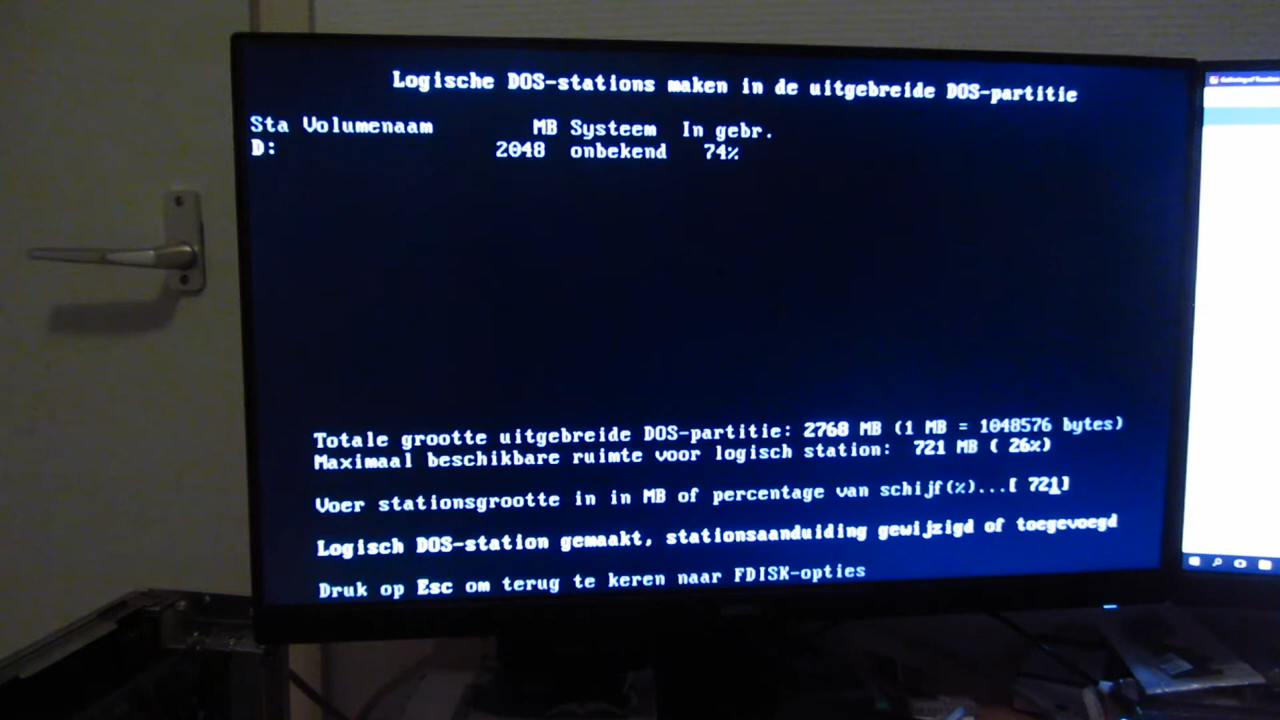 Logische DOS-stations maken in de uitgebreide DOS-partitie
Sta Volumenaam MB Systeem In gebr.
D: 2048 onbekend 74%
Totale grootte uitgebreide DOS-partitie: 2768 MB (1 MB = 1048576 bytes)
Maximaal beschikbare ruimte voor logisch station: 721 MB ( 26%)
Voer stationsgrootte in in MB of percentage van schijf(%)...[ 721]
Logisch DOS-station gemaakt, stationsaanduiding gewijzigd of toegevoegd
Druk op Esc om terug te keren naar FDISK-opties